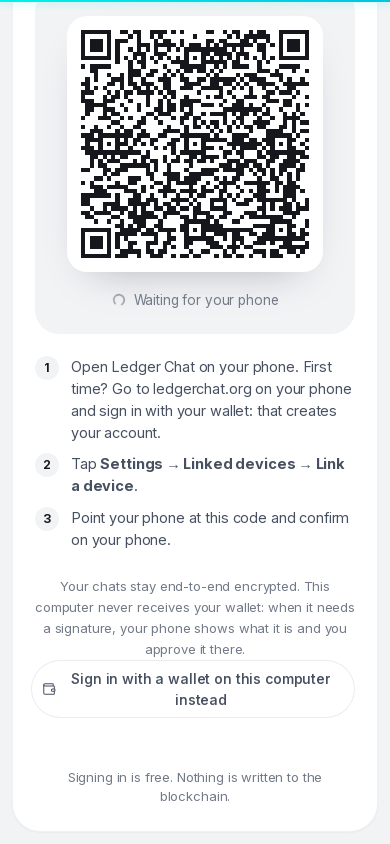 Waiting for your phone
1 Open Ledger Chat on your phone. First
time? Go to ledgerchat.org on your phone
and sign in with your wallet: that creates
your account.
2 Tap Settings → Linked devices → Link
a device.
3 Point your phone at this code and confirm
on your phone.
Your chats stay end-to-end encrypted. This
computer never receives your wallet: when it needs
a signature, your phone shows what it is and you
approve it there.
Sign in with a wallet on this computer
instead
Signing in is free. Nothing is written to the
blockchain.